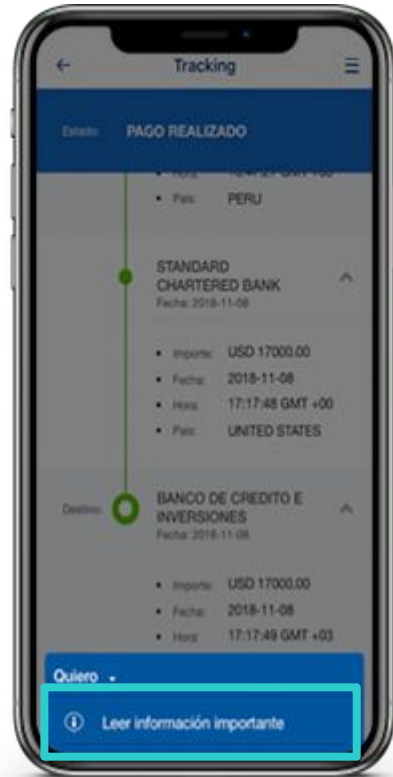 Tracking
Estado: PAGO REALIZADO
• País: PERU
STANDARD
CHARTERED BANK
Fecha: 2018-11-08
• Importe: USD 17000.00
• Fecha: 2018-11-08
• Hora: 17:17:48 GMT +00
• País: UNITED STATES
Destino: BANCO DE CREDITO E
INVERSIONES
Fecha: 2018-11-08
• Importe: USD 17000.00
• Fecha: 2018-11-08
• Hora: 17:17:49 GMT +03
Quiero
Leer información importante